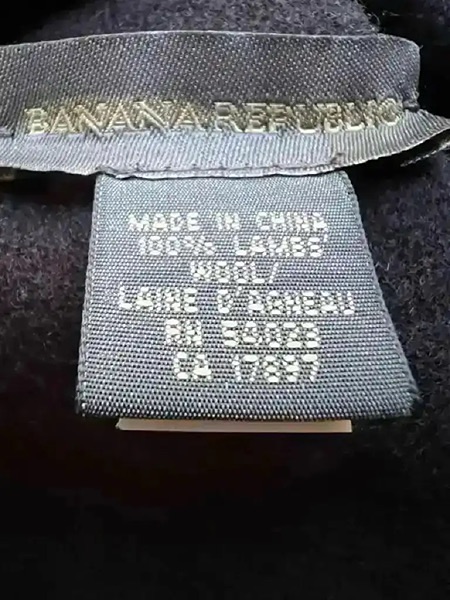 BANANA REPUBLIC
MADE IN CHINA
100% LAMBS'
WOOL/
LAINE D'AGNEAU
RN 54023
CA 17897